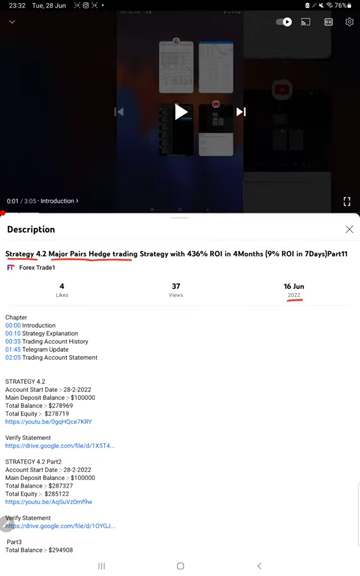 23:32 Tue, 28 Jun
76%
0:01 / 3:05 · Introduction
Description
Strategy 4.2 Major Pairs Hedge trading Strategy with 436% ROI in 4Months (9% ROI in 7Days)Part11
Forex Trade1
4 37 16 Jun
Likes Views 2022
Chapter
00:00 Introduction
00:10 Strategy Explanation
00:35 Trading Account History
01:45 Telegram Update
02:05 Trading Account Statement
STRATEGY 4.2
Account Start Date :- 28-2-2022
Main Deposit Balance :- $100000
Total Balance :- $278969
Total Equity :- $278719
https://youtu.be/0gqHQce7KRY
Verify Statement
https://drive.google.com/file/d/1X5T4...
STRATEGY 4.2 Part2
Account Start Date :- 28-2-2022
Main Deposit Balance :- $100000
Total Balance :- $287327
Total Equity :- $285122
https://youtu.be/AqSuVz0mf9w
Verify Statement
https://drive.google.com/file/d/1OYGJ...
Part3
Total Balance :- $294908